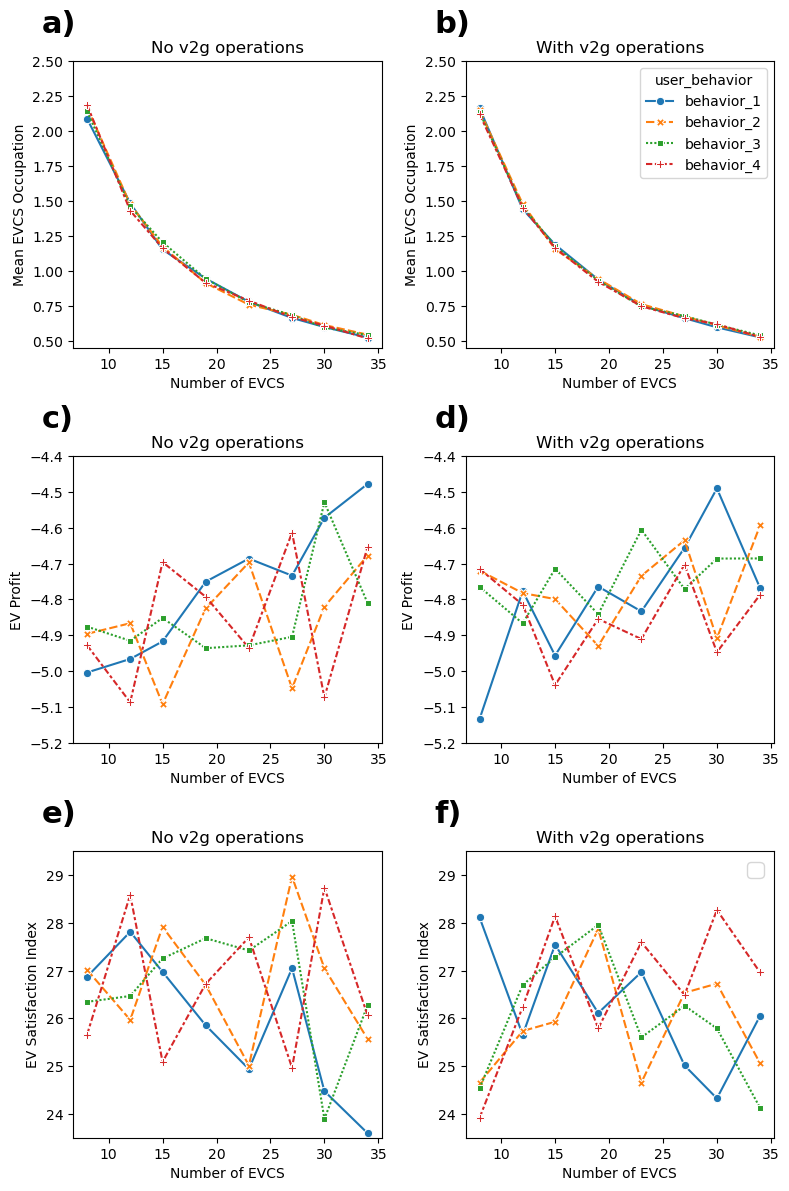 a)
No v2g operations
2.50
2.25
2.00
1.75
1.50
1.25
1.00
0.75
0.50
Mean EVCS Occupation
10 15 20 25 30 35
Number of EVCS
b)
With v2g operations
2.50
2.25
2.00
1.75
1.50
1.25
1.00
0.75
0.50
Mean EVCS Occupation
user_behavior
behavior_1
behavior_2
behavior_3
behavior_4
10 15 20 25 30 35
Number of EVCS
c)
No v2g operations
−4.4
−4.5
−4.6
−4.7
−4.8
−4.9
−5.0
−5.1
−5.2
EV Profit
10 15 20 25 30 35
Number of EVCS
d)
With v2g operations
−4.4
−4.5
−4.6
−4.7
−4.8
−4.9
−5.0
−5.1
−5.2
EV Profit
10 15 20 25 30 35
Number of EVCS
e)
No v2g operations
29
28
27
26
25
24
EV Satisfaction Index
10 15 20 25 30 35
Number of EVCS
f)
With v2g operations
29
28
27
26
25
24
EV Satisfaction Index
10 15 20 25 30 35
Number of EVCS